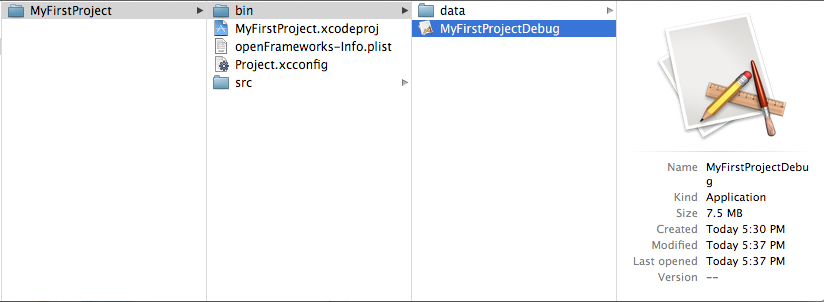 MyFirstProject
bin
MyFirstProject.xcodeproj
openFrameworks-Info.plist
Project.xcconfig
src
data
MyFirstProjectDebug
Name MyFirstProjectDebu
g
Kind Application
Size 7.5 MB
Created Today 5:30 PM
Modified Today 5:37 PM
Last opened Today 5:37 PM
Version --